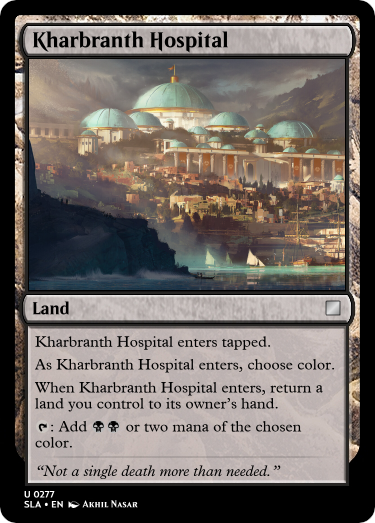 Kharbranth Hospital
Land
Kharbranth Hospital enters tapped.
As Kharbranth Hospital enters, choose color.
When Kharbranth Hospital enters, return a
land you control to its owner's hand.
: Add or two mana of the chosen
color.
“Not a single death more than needed.”
U 0277
SLA • EN Akhil Nasar